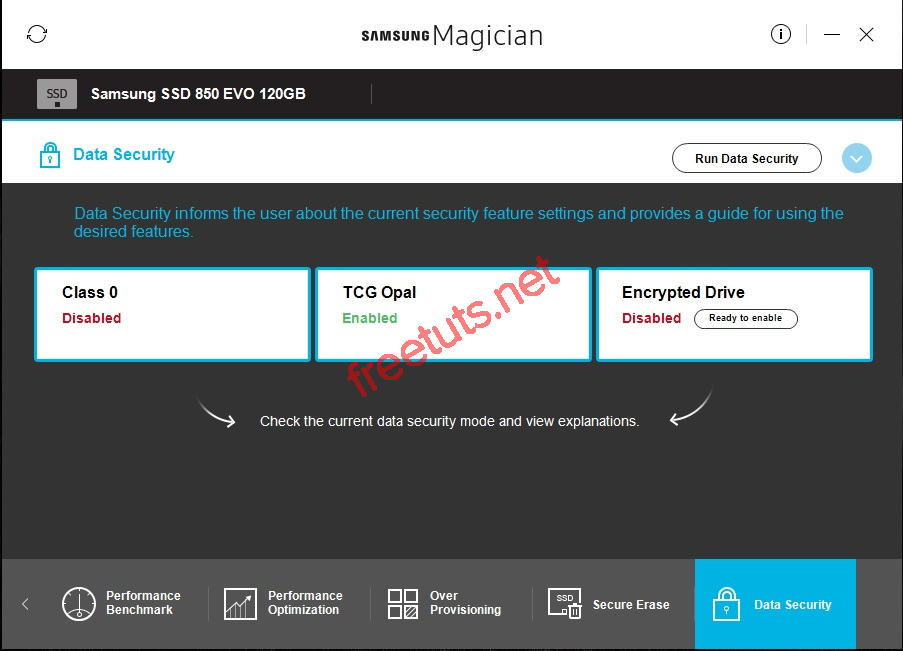 SAMSUNG Magician
SSD Samsung SSD 850 EVO 120GB
Data Security
Run Data Security
Data Security informs the user about the current security feature settings and provides a guide for using the
desired features.
Class 0
Disabled
TCG Opal
Enabled
Encrypted Drive
Disabled Ready to enable
freetuts.net
Check the current data security mode and view explanations.
Performance
Benchmark
Performance
Optimization
Over
Provisioning
SSD
Secure Erase
Data Security